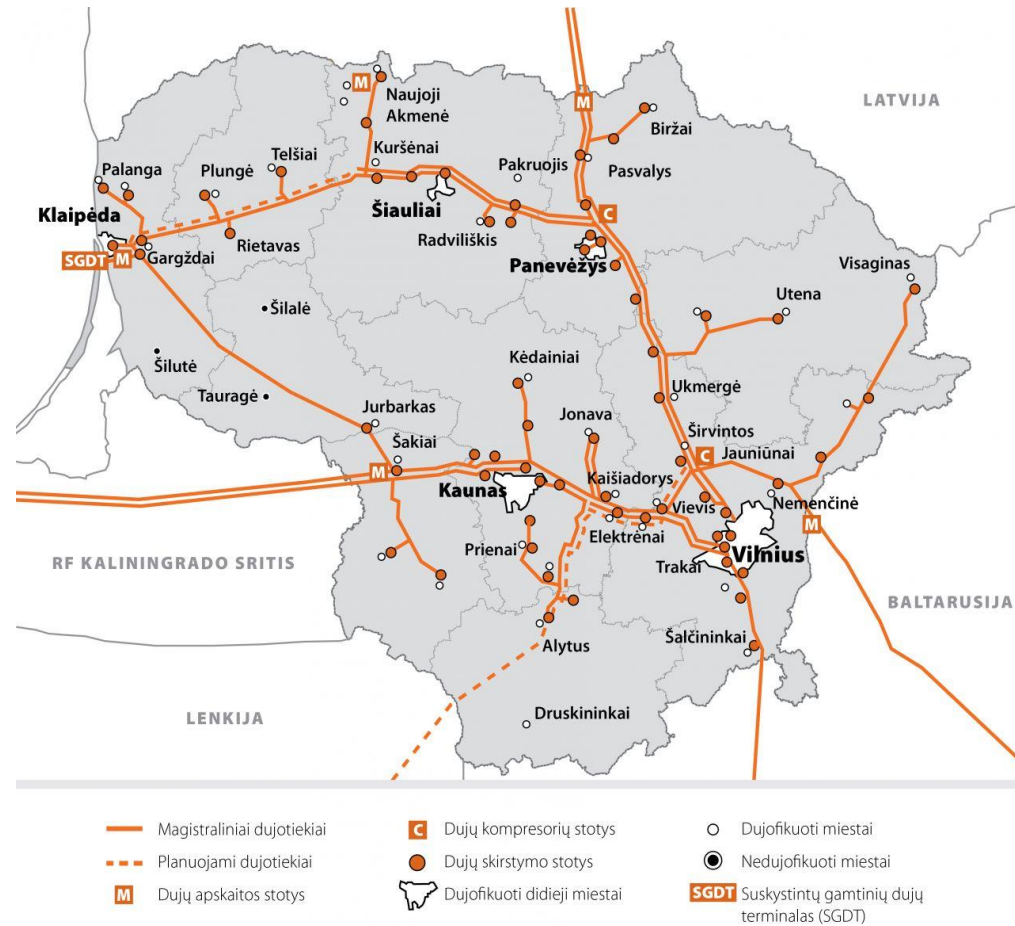 LATVIJA
M
Naujoji
Akmenė
M
Biržai
Kuršėnai
Telšiai
Pakruojis
Palanga
Plungė
Pasvalys
Klaipėda
Šiauliai
C
Radviliškis
Rietavas
SGDT M
Gargždai
Panevėžys
Visaginas
Utena
Šilalė
Šilutė
Kėdainiai
Tauragė
Ukmergė
Jurbarkas
Jonava
Širvintos
Šakiai
C
Jauniūnai
M
Kaišiadorys
Kaunas
Vievis
Nemenčinė
M
Elektrėnai
Prienai
Vilnius
RF KALININGRADO SRITIS
Trakai
BALTARUSIJA
Šalčininkai
Alytus
LENKIJA
Druskininkai
Magistraliniai dujotiekiai
C Dujų kompresorių stotys
Dujofikuoti miestai
Planuojami dujotiekiai
Dujų skirstymo stotys
Nedujofikuoti miestai
M Dujų apskaitos stotys
Dujofikuoti didieji miestai
SGDT Suskystintų gamtinių dujų
terminalas (SGDT)